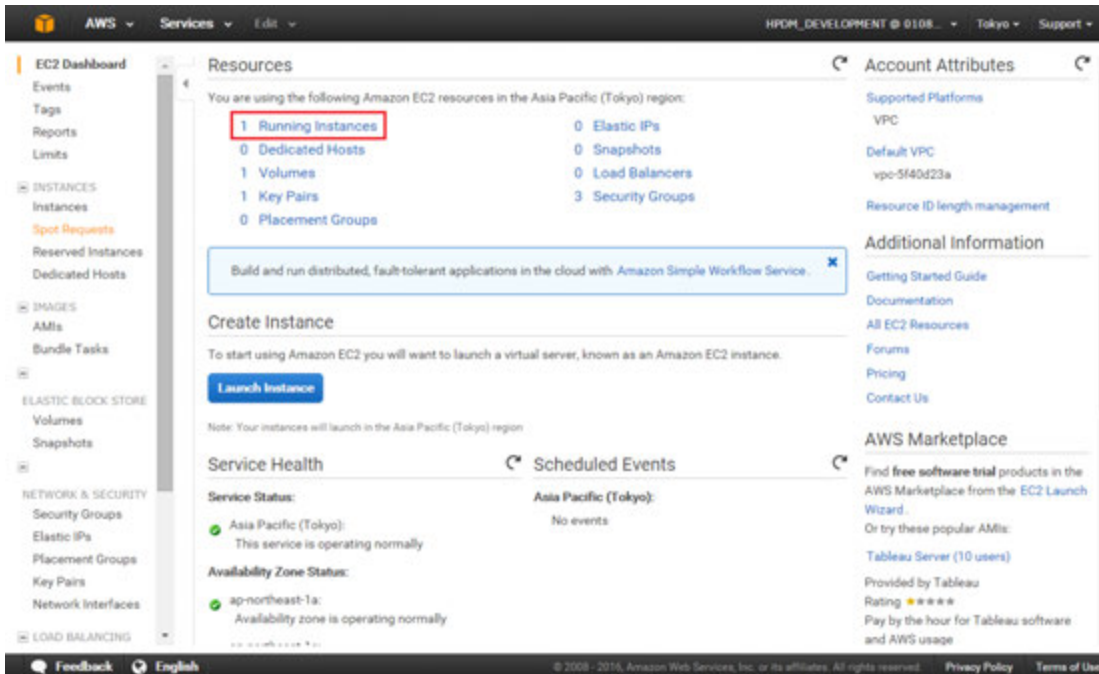 AWS Services Edit HPDM_DEVELOPMENT @ 0108... Tokyo Support
EC2 Dashboard
Events
Tags
Reports
Limits
INSTANCES
Instances
Spot Requests
Reserved Instances
Dedicated Hosts
IMAGES
AMIs
Bundle Tasks
ELASTIC BLOCK STORE
Volumes
Snapshots
NETWORK & SECURITY
Security Groups
Elastic IPs
Placement Groups
Key Pairs
Network Interfaces
LOAD BALANCING
Resources
You are using the following Amazon EC2 resources in the Asia Pacific (Tokyo) region:
1 Running Instances
0 Dedicated Hosts
1 Volumes
1 Key Pairs
0 Placement Groups
0 Elastic IPs
0 Snapshots
0 Load Balancers
3 Security Groups
Build and run distributed, fault-tolerant applications in the cloud with Amazon Simple Workflow Service.
Create Instance
To start using Amazon EC2 you will want to launch a virtual server, known as an Amazon EC2 instance.
Launch Instance
Note: Your instances will launch in the Asia Pacific (Tokyo) region
Service Health
Service Status:
Asia Pacific (Tokyo):
This service is operating normally
Availability Zone Status:
ap-northeast-1a:
Availability zone is operating normally
Scheduled Events
Asia Pacific (Tokyo):
No events
Account Attributes
Supported Platforms
VPC
Default VPC
vpc-5f40d23a
Resource ID length management
Additional Information
Getting Started Guide
Documentation
All EC2 Resources
Forums
Pricing
Contact Us
AWS Marketplace
Find free software trial products in the
AWS Marketplace from the EC2 Launch
Wizard.
Or try these popular AMIs:
Tableau Server (10 users)
Provided by Tableau
Rating
Pay by the hour for Tableau software
and AWS usage
Feedback English © 2008 - 2016, Amazon Web Services, Inc. or its affiliates. All rights reserved. Privacy Policy Terms of Use